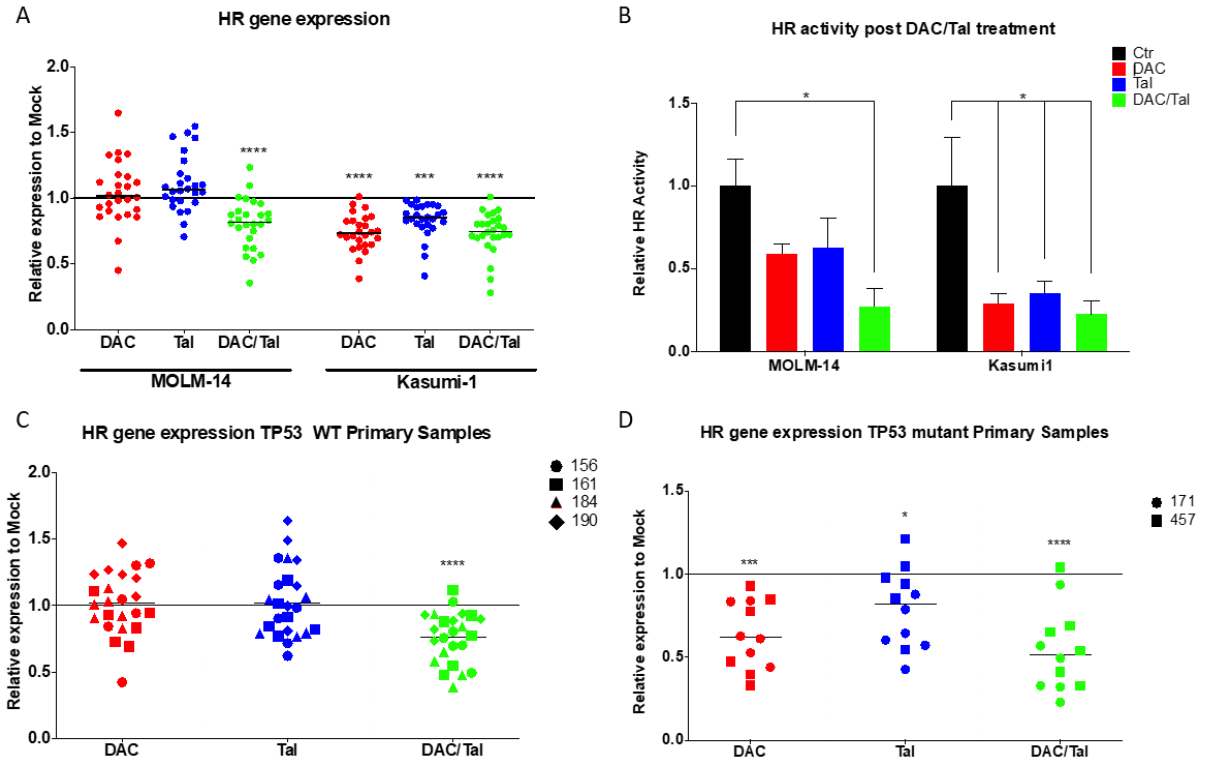 A
HR gene expression
Relative expression to Mock
2.0
1.5
1.0
0.5
0.0
****
****
***
****
DAC
Tal
DAC/Tal
DAC
Tal
DAC/Tal
MOLM-14
Kasumi-1
B
HR activity post DAC/Tal treatment
Ctr
DAC
Tal
DAC/Tal
Relative HR Activity
1.5
1.0
0.5
0.0
*
*
MOLM-14
Kasumi1
C
HR gene expression TP53 WT Primary Samples
156
161
184
190
Relative expression to Mock
2.0
1.5
1.0
0.5
0.0
****
DAC
Tal
DAC/Tal
D
HR gene expression TP53 mutant Primary Samples
171
457
Relative expression to Mock
1.5
1.0
0.5
0.0
***
*
****
DAC
Tal
DAC/Tal